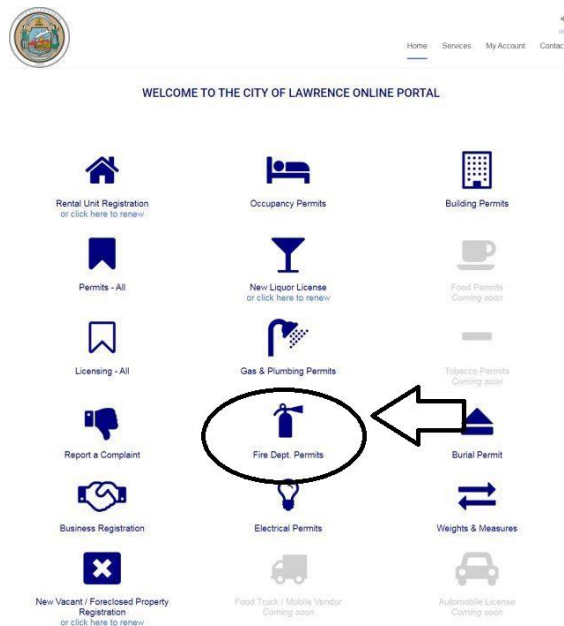 Home Services My Account Contac
WELCOME TO THE CITY OF LAWRENCE ONLINE PORTAL
Rental Unit Registration
or click here to renew
Occupancy Permits
Building Permits
Permits - All
New Liquor License
or click here to renew
Food Permits
Coming soon
Licensing - All
Gas & Plumbing Permits
Tobacco Permits
Coming soon
Report a Complaint
Fire Dept. Permits
Burial Permit
Business Registration
Electrical Permits
Weights & Measures
New Vacant / Foreclosed Property
Registration
or click here to renew
Food Truck / Mobile Vendor
Coming soon
Automobile License
Coming soon